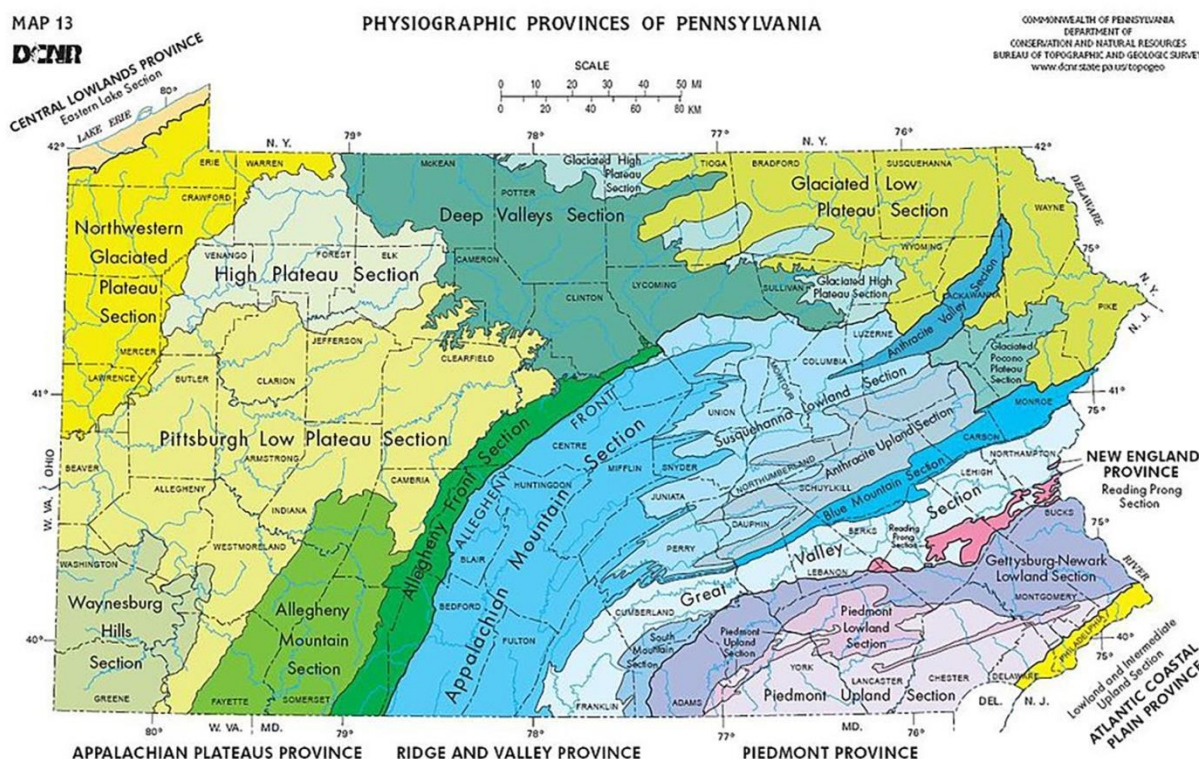 MAP 13
DCNR
PHYSIOGRAPHIC PROVINCES OF PENNSYLVANIA
COMMONWEALTH OF PENNSYLVANIA
DEPARTMENT OF
CONSERVATION AND NATURAL RESOURCES
BUREAU OF TOPOGRAPHIC AND GEOLOGIC SURVEY
www.dcnr.state.pa.us/topogeo
SCALE
0 10 20 30 40 50 MI
0 20 40 60 80 KM
CENTRAL LOWLANDS PROVINCE
Eastern Lake Section
LAKE ERIE
80°
42°
N. Y.
79°
78°
77°
N. Y.
76°
42°
DELAWARE
ERIE
WARREN
CRAWFORD
Northwestern
Glaciated
Plateau
Section
MERCER
LAWRENCE
VENANGO
FOREST
ELK
High Plateau Section
McKEAN
POTTER
Deep Valleys Section
CAMERON
CLINTON
LYCOMING
SULLIVAN
Glaciated High
Plateau
Section
TIOGA
BRADFORD
SUSQUEHANNA
Glaciated Low
Plateau Section
WAYNE
75°
WYOMING
Glaciated High
Plateau Section
LACKAWANNA
PIKE
N. Y.
N. J.
Anthracite Valley Section
LUZERNE
Glaciated
Pocono
Plateau
Section
MONROE
41°
75°
41°
BUTLER
JEFFERSON
CLARION
CLEARFIELD
Pittsburgh Low Plateau Section
ARMSTRONG
BEAVER
ALLEGHENY
INDIANA
CAMBRIA
WESTMORELAND
OHIO
W. VA.
WASHINGTON
Waynesburg
Hills
Section
GREENE
40°
Allegheny
Mountain
Section
FAYETTE
SOMERSET
Allegheny Front Section
ALLEGHENY FRONT
Appalachian Mountain Section
CENTRE
HUNTINGDON
MIFFLIN
BLAIR
BEDFORD
FULTON
COLUMBIA
MONTOUR
UNION
Susquehanna Lowland Section
SNYDER
NORTHUMBERLAND
Anthracite Upland Section
JUNIATA
SCHUYLKILL
DAUPHIN
PERRY
CARBON
Blue Mountain Section
NORTHAMPTON
LEHIGH
Great Valley Section
BERKS
LEBANON
CUMBERLAND
FRANKLIN
Reading
Prong
Section
NEW ENGLAND
PROVINCE
Reading Prong
Section
BUCKS
75°
Gettysburg-Newark
Lowland Section
MONTGOMERY
RIVER
South
Mountain
Section
Piedmont
Upland
Section
Piedmont
Lowland
Section
YORK
LANCASTER
CHESTER
ADAMS
Piedmont Upland Section
DELAWARE
PHILADELPHIA
40°
75°
DEL.
N. J.
Lowland and Intermediate
Upland Section
ATLANTIC COASTAL
PLAIN PROVINCE
80°
W. VA.
MD.
79°
78°
77°
MD.
76°
APPALACHIAN PLATEAUS PROVINCE
RIDGE AND VALLEY PROVINCE
PIEDMONT PROVINCE